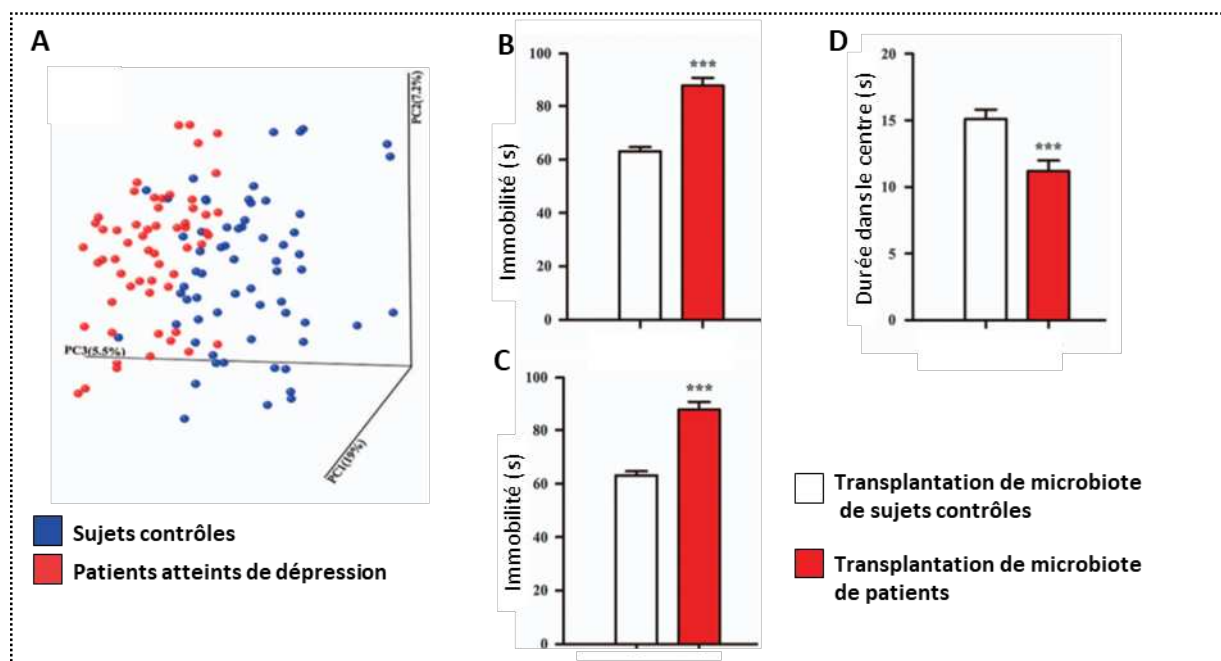 A
PC2(7.2%)
PC3(5.5%)
PC1(19%)
Sujets contrôles
Patients atteints de dépression
B
100
80
60
40
20
0
Immobilité (s)
***
C
100
80
60
40
20
0
Immobilité (s)
***
D
20
15
10
5
0
Durée dans le centre (s)
***
Transplantation de microbiote
de sujets contrôles
Transplantation de microbiote
de patients